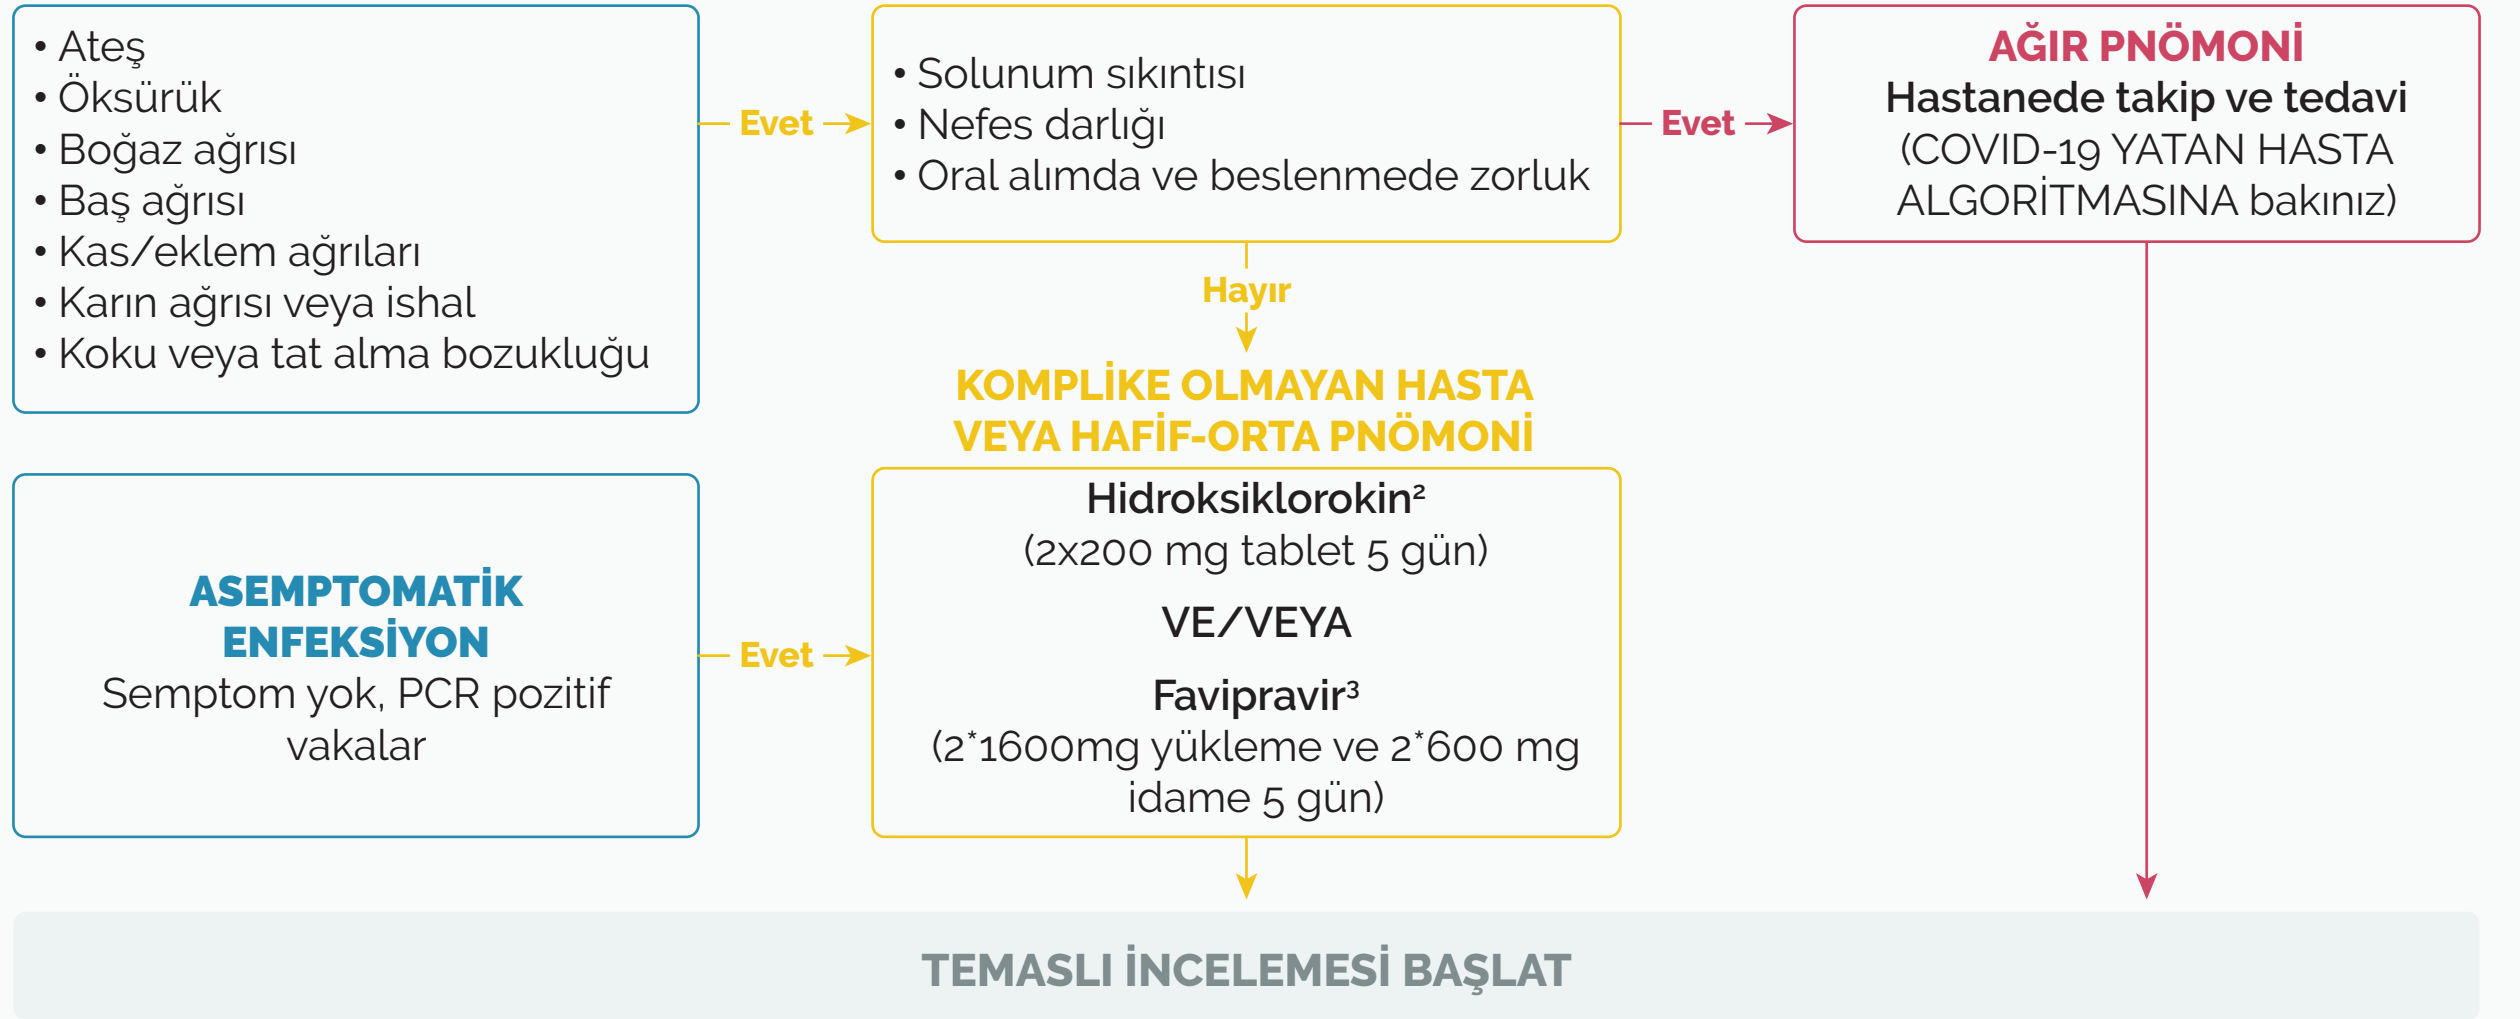 • Ateş
• Öksürük
• Boğaz ağrısı
• Baş ağrısı
• Kas/eklem ağrıları
• Karın ağrısı veya ishal
• Koku veya tat alma bozukluğu
Evet
• Solunum sıkıntısı
• Nefes darlığı
• Oral alımda ve beslenmede zorluk
Evet
AĞIR PNÖMONİ
Hastanede takip ve tedavi
(COVID-19 YATAN HASTA
ALGORİTMASINA bakınız)
Hayır
KOMPLİKE OLMAYAN HASTA
VEYA HAFİF-ORTA PNÖMONİ
ASEMPTOMATİK
ENFEKSİYON
Semptom yok, PCR pozitif
vakalar
Evet
Hidroksiklorokin²
(2x200 mg tablet 5 gün)
VE/VEYA
Favipravir³
(2*1600mg yükleme ve 2*600 mg
idame 5 gün)
TEMASLI İNCELEMESİ BAŞLAT